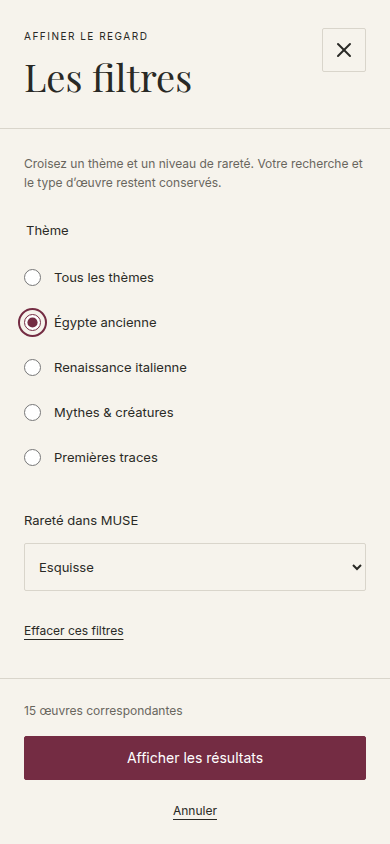 AFFINER LE REGARD
Les filtres
Croisez un thème et un niveau de rareté. Votre recherche et
le type d'œuvre restent conservés.
Thème
Tous les thèmes
Égypte ancienne
Renaissance italienne
Mythes & créatures
Premières traces
Rareté dans MUSE
Esquisse
Effacer ces filtres
15 œuvres correspondantes
Afficher les résultats
Annuler